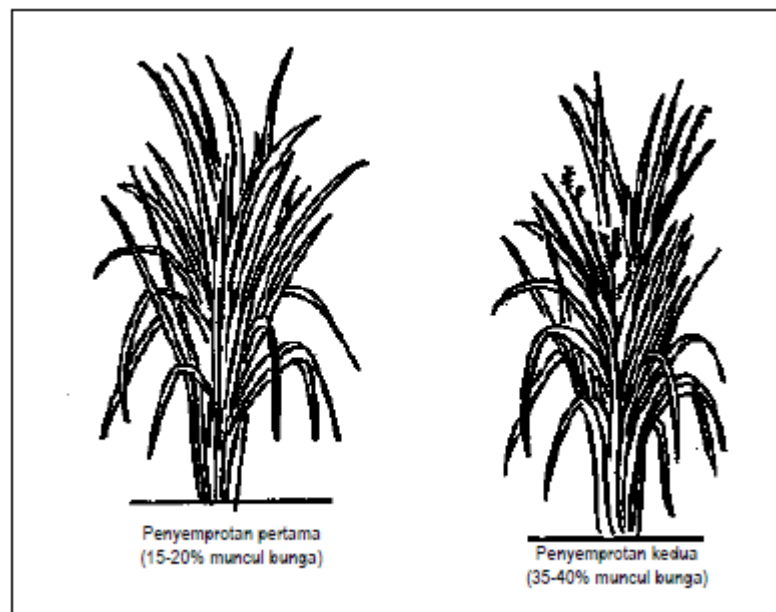 Penyemprotan pertama
(15-20% muncul bunga)
Penyemprotan kedua
(35-40% muncul bunga)